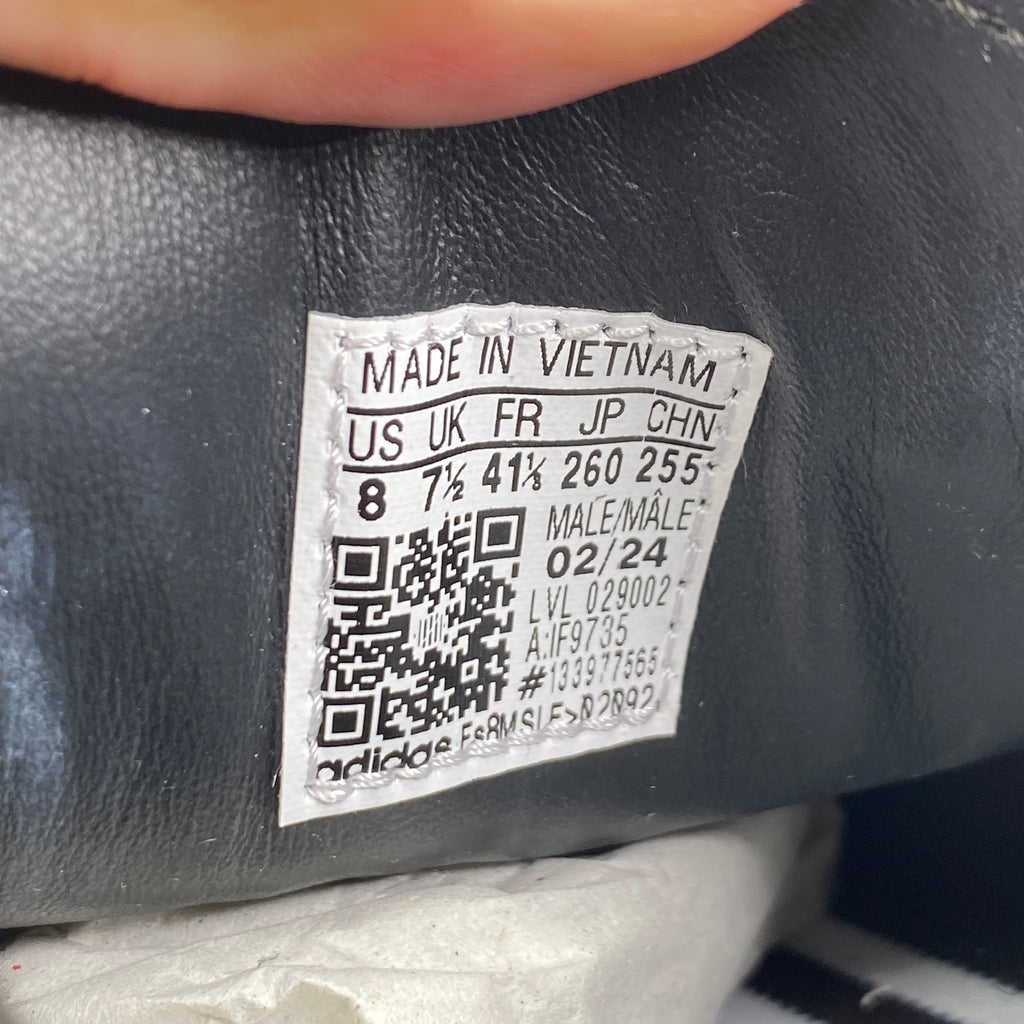 MADE IN VIETNAM
US UK FR JP CHN
8 7½ 41⅓ 260 255
MALE/MÂLE
02/24
LVL 029002
A:IF9735
#133977565
adidas